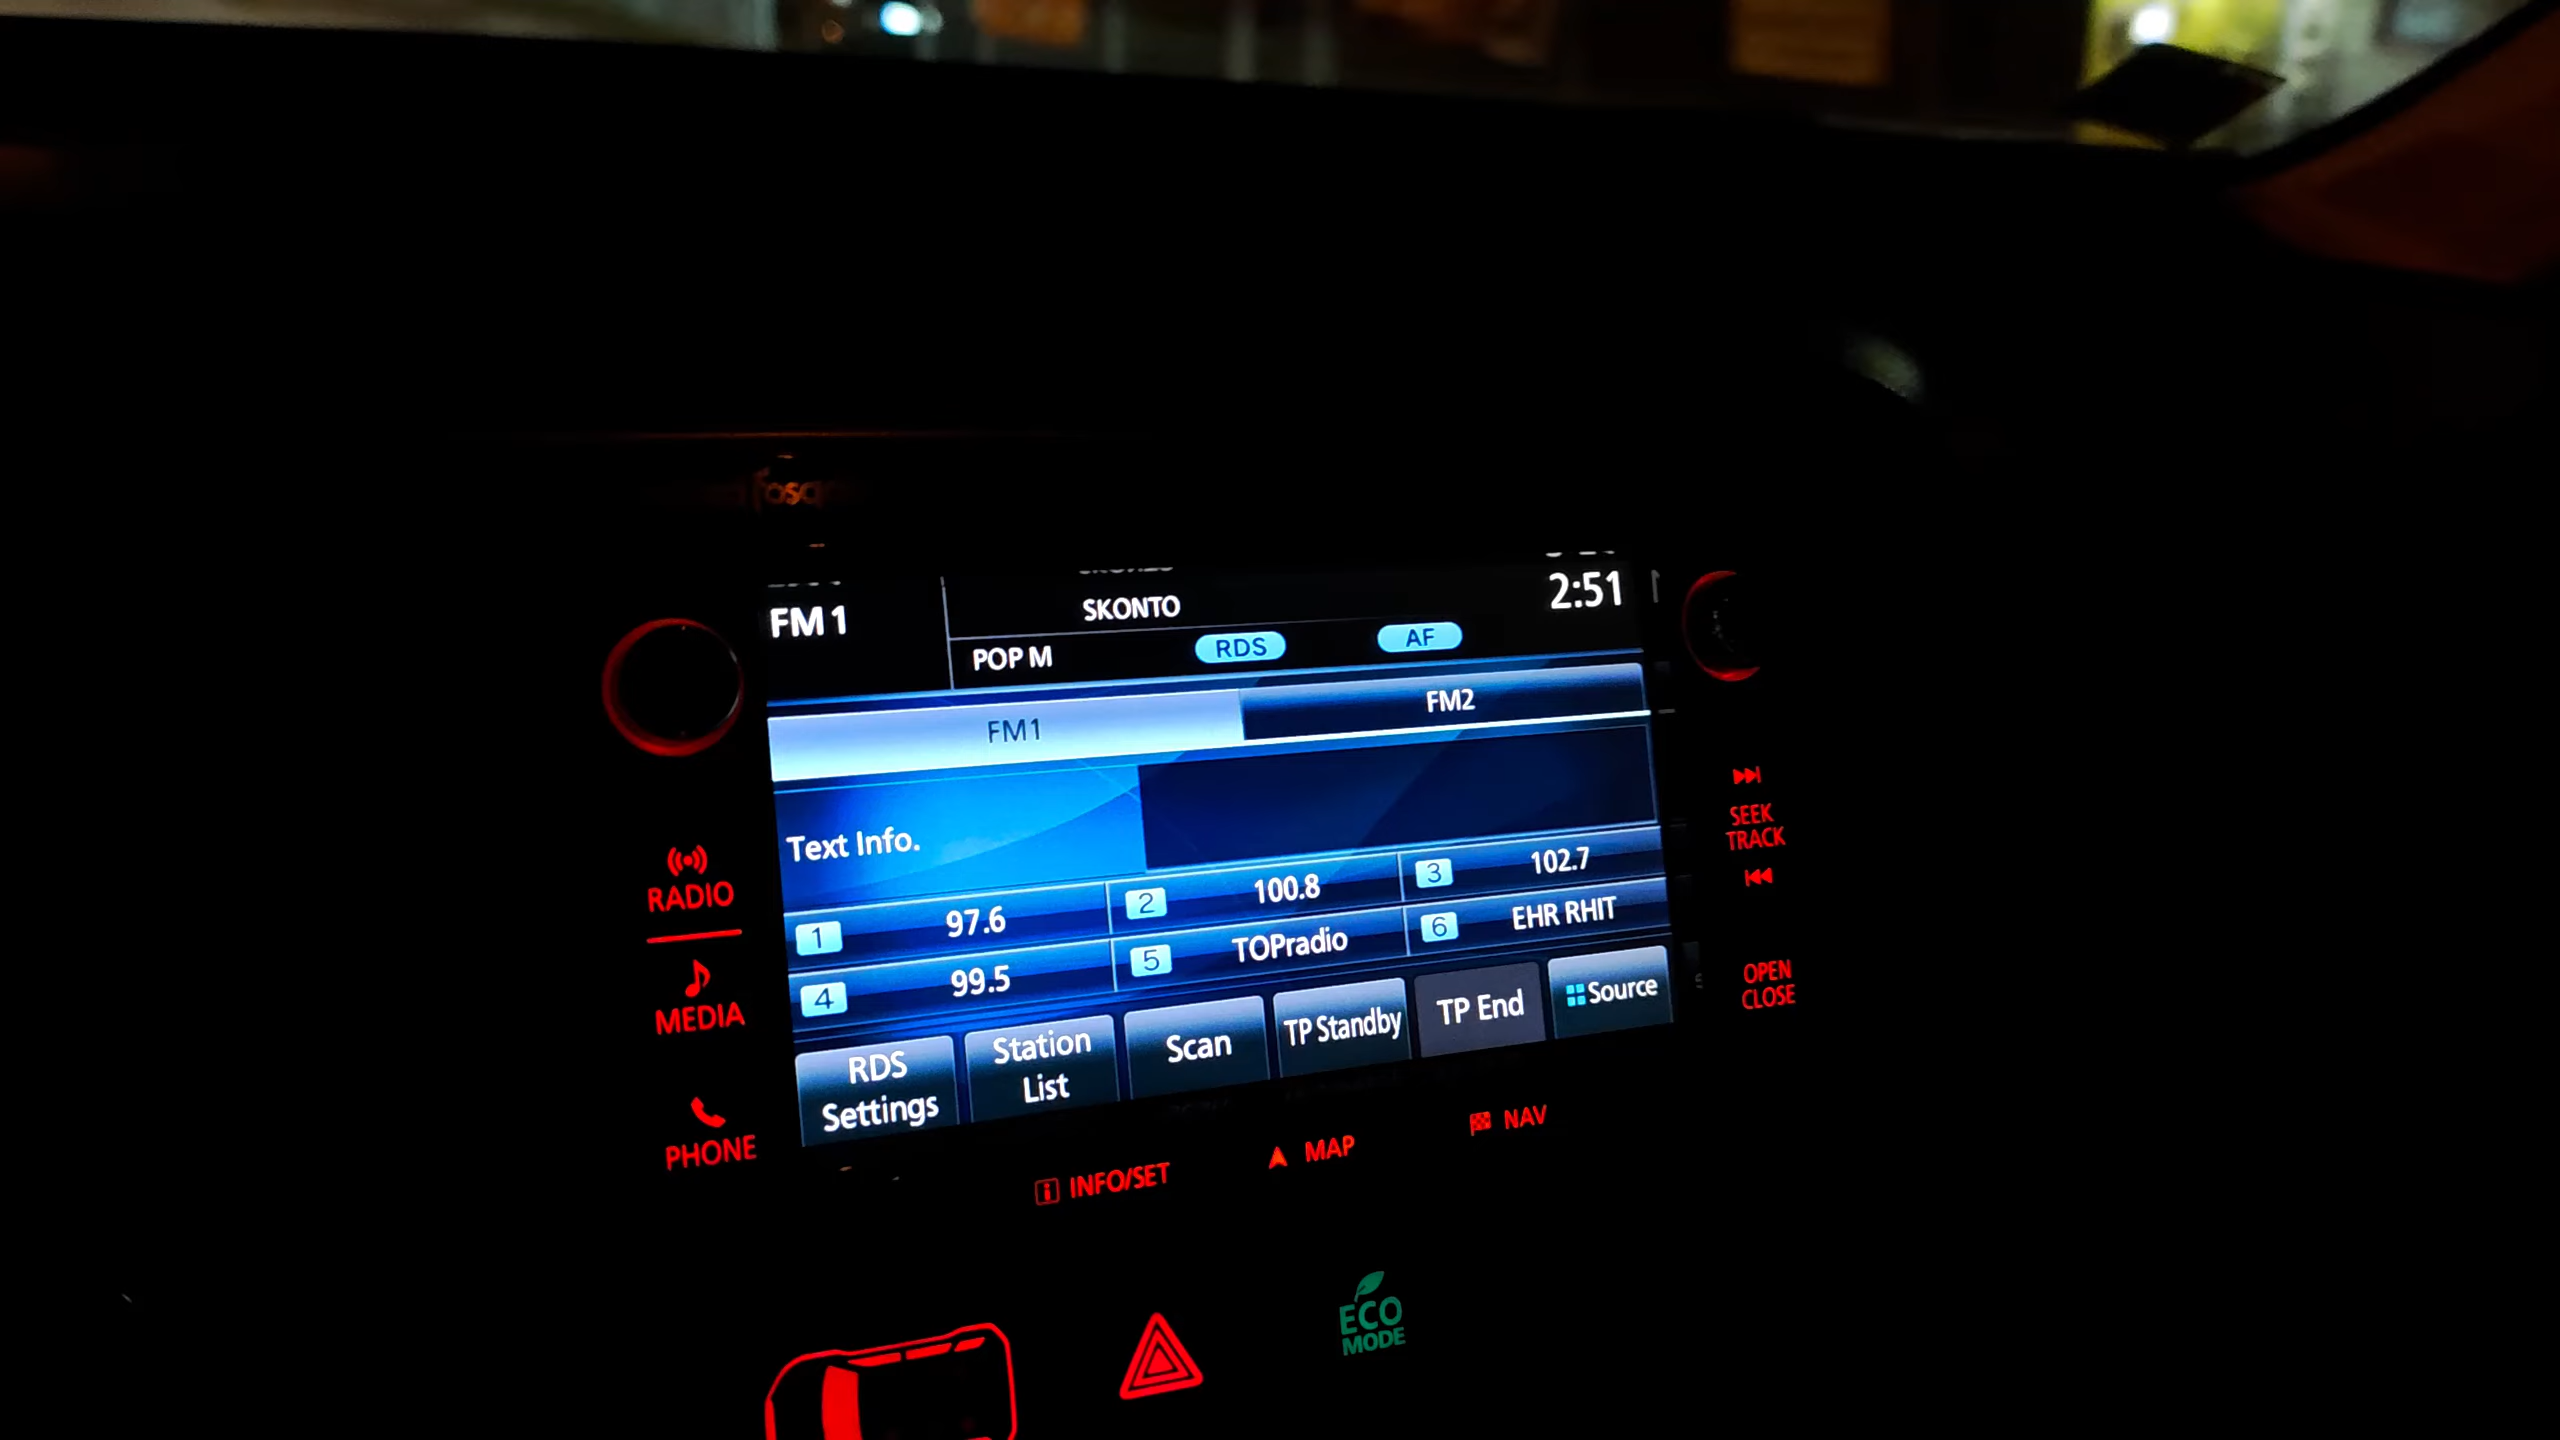 FM 1
SKONTO
2:51
POP M
RDS
AF
FM1
FM2
Text Info.
1 97.6
2 100.8
3 102.7
4 99.5
5 TOPradio
6 EHR RHIT
RDS Settings
Station List
Scan
TP Standby
TP End
Source
RADIO
MEDIA
PHONE
SEEK
TRACK
OPEN
CLOSE
INFO/SET
MAP
NAV
ECO
MODE